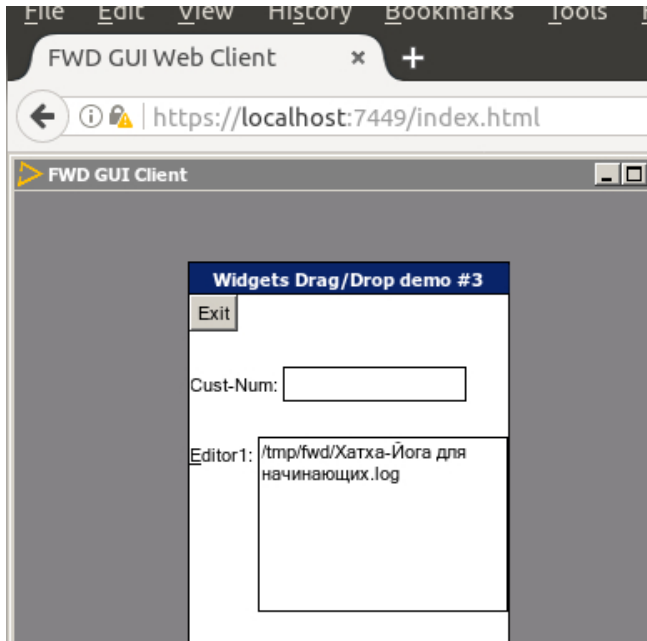 File Edit View History Bookmarks Tools
FWD GUI Web Client × +
https://localhost:7449/index.html
FWD GUI Client
Widgets Drag/Drop demo #3
Exit
Cust-Num:
Editor1: /tmp/fwd/Хатха-Йога для
начинающих.log